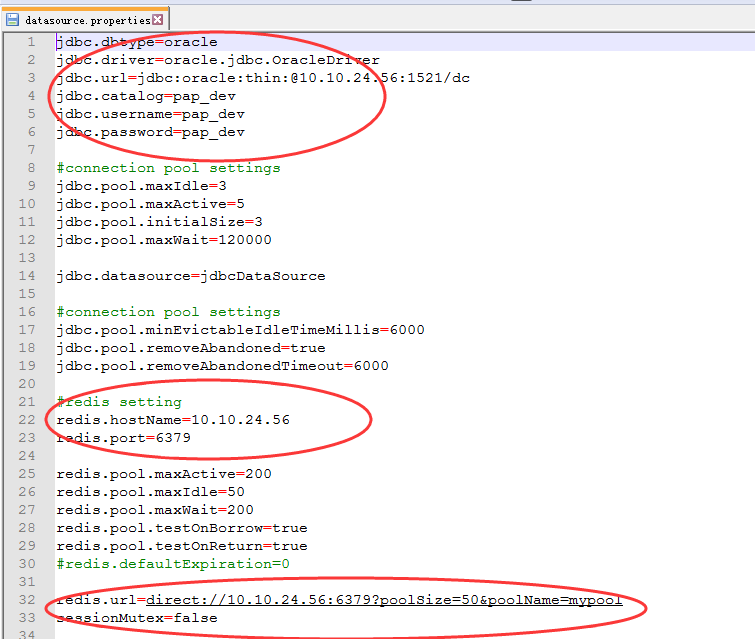 datasource.properties
1 jdbc.dbtype=oracle
2 jdbc.driver=oracle.jdbc.OracleDriver
3 jdbc.url=jdbc:oracle:thin:@10.10.24.56:1521/dc
4 jdbc.catalog=pap_dev
5 jdbc.username=pap_dev
6 jdbc.password=pap_dev
7
8 #connection pool settings
9 jdbc.pool.maxIdle=3
10 jdbc.pool.maxActive=5
11 jdbc.pool.initialSize=3
12 jdbc.pool.maxWait=120000
13
14 jdbc.datasource=jdbcDataSource
15
16 #connection pool settings
17 jdbc.pool.minEvictableIdleTimeMillis=6000
18 jdbc.pool.removeAbandoned=true
19 jdbc.pool.removeAbandonedTimeout=6000
20
21 #redis setting
22 redis.hostName=10.10.24.56
23 redis.port=6379
24
25 redis.pool.maxActive=200
26 redis.pool.maxIdle=50
27 redis.pool.maxWait=200
28 redis.pool.testOnBorrow=true
29 redis.pool.testOnReturn=true
30 #redis.defaultExpiration=0
31
32 redis.url=direct://10.10.24.56:6379?poolSize=50&poolName=mypool
33 sessionMutex=false
34